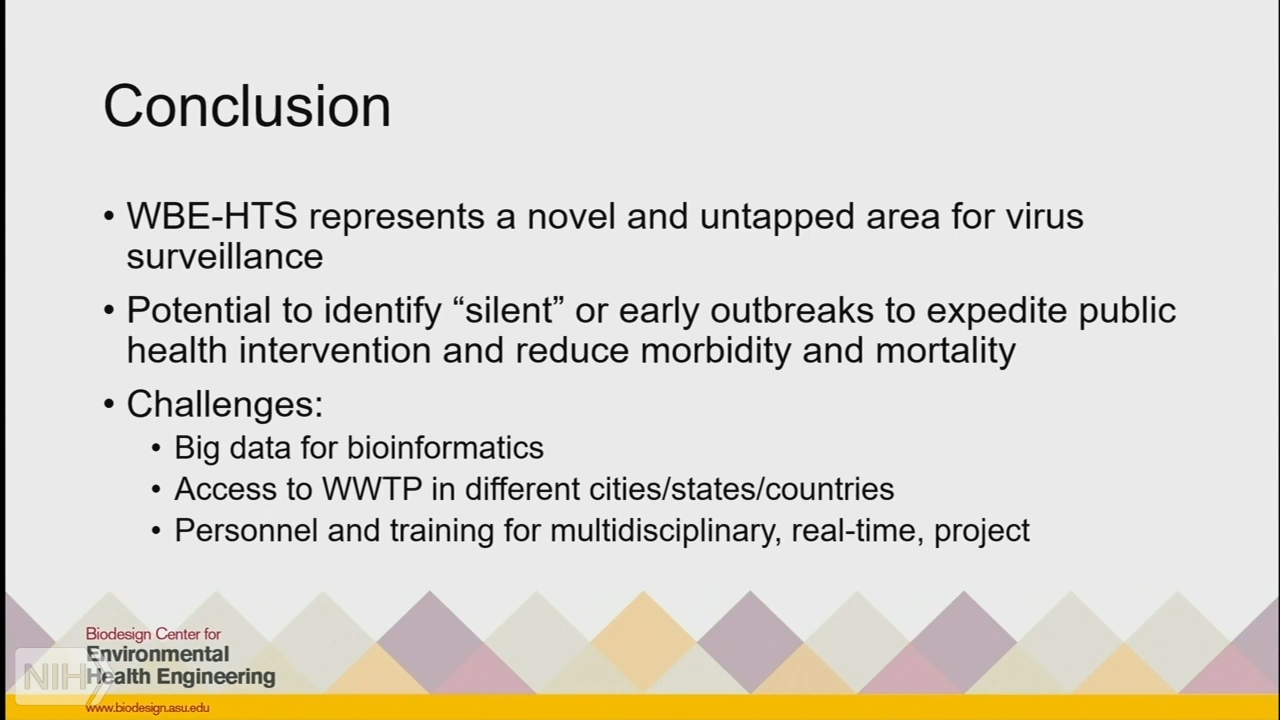 Conclusion
• WBE-HTS represents a novel and untapped area for virus
surveillance
• Potential to identify “silent” or early outbreaks to expedite public
health intervention and reduce morbidity and mortality
• Challenges:
• Big data for bioinformatics
• Access to WWTP in different cities/states/countries
• Personnel and training for multidisciplinary, real-time, project
Biodesign Center for
Environmental
Health Engineering
NIH
www.biodesign.asu.edu